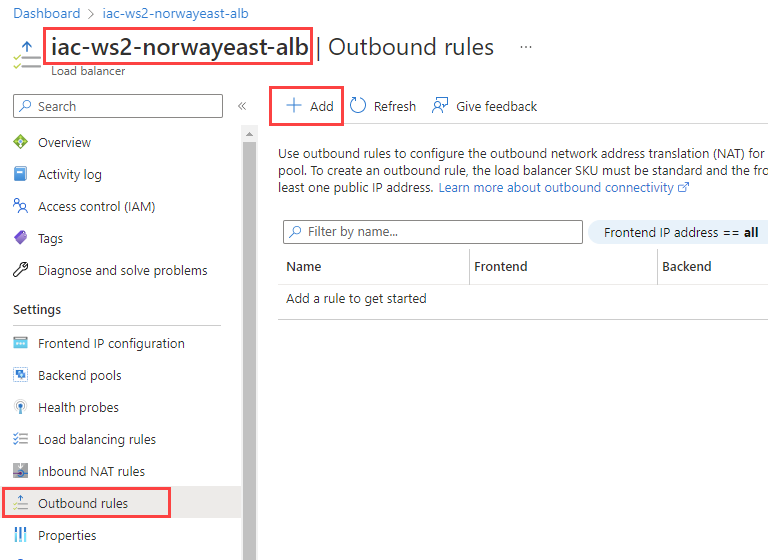 Dashboard > iac-ws2-norwayeast-alb
iac-ws2-norwayeast-alb | Outbound rules ...
Load balancer
Search «
+ Add Refresh Give feedback
Overview
Activity log
Access control (IAM)
Tags
Diagnose and solve problems
Settings
Frontend IP configuration
Backend pools
Health probes
Load balancing rules
Inbound NAT rules
Outbound rules
Properties
Use outbound rules to configure the outbound network address translation (NAT) for
pool. To create an outbound rule, the load balancer SKU must be standard and the fro
least one public IP address. Learn more about outbound connectivity
Filter by name... Frontend IP address == all
Name Frontend Backend
Add a rule to get started